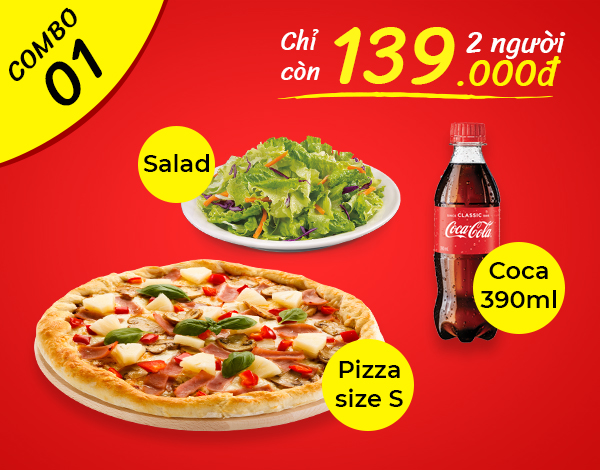 COMBO
01
Chỉ
còn
139.000đ
2 người
Salad
CLASSIC
Coca-Cola
Coca
390ml
Pizza
size S